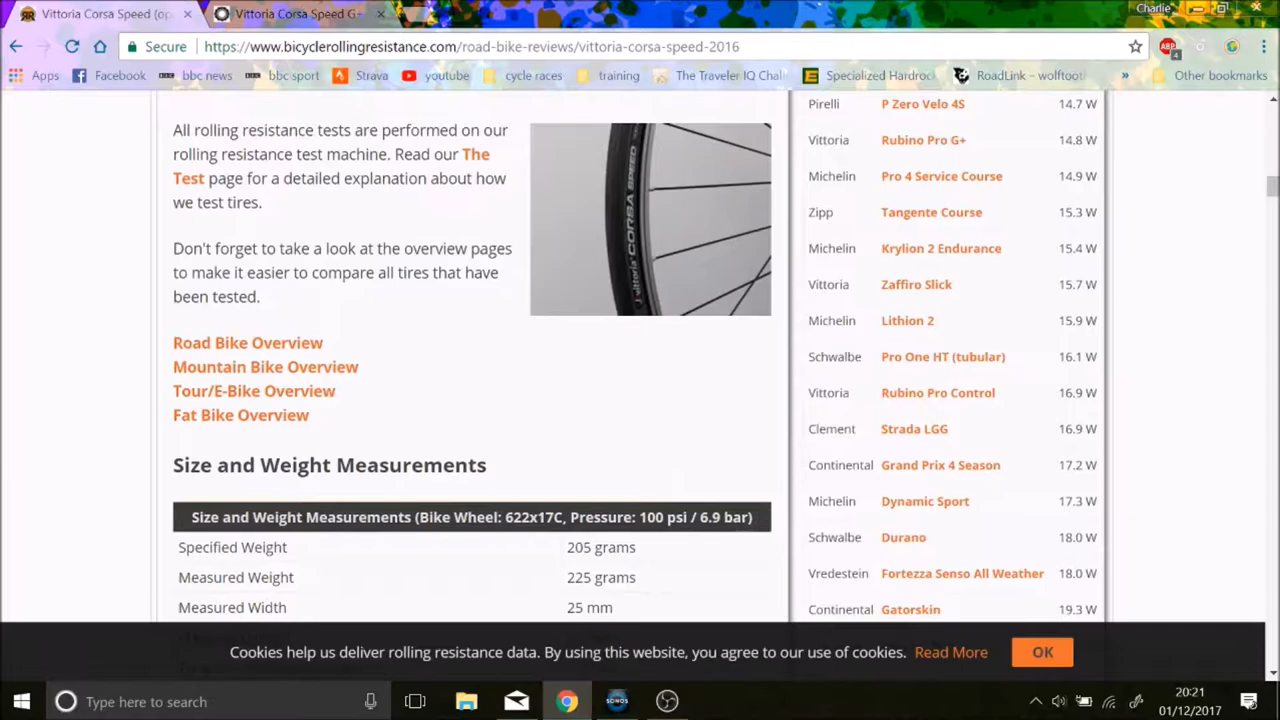 Vittoria Corsa Speed (op
Vittoria Corsa Speed G+
Charlie
Secure
https://www.bicyclerollingresistance.com/road-bike-reviews/vittoria-corsa-speed-2016
ABP
4
Apps
Facebook
bbc news
bbc sport
Strava
youtube
cycle races
training
The Traveler IQ Chal
Specialized Hardroc
RoadLink – wolftoot
»
Other bookmarks
All rolling resistance tests are performed on our
rolling resistance test machine. Read our The
Test page for a detailed explanation about how
we test tires.
Don't forget to take a look at the overview pages
to make it easier to compare all tires that have
been tested.
Road Bike Overview
Mountain Bike Overview
Tour/E-Bike Overview
Fat Bike Overview
CORSA SPEED
vittoria
Size and Weight Measurements
Size and Weight Measurements (Bike Wheel: 622x17C, Pressure: 100 psi / 6.9 bar)
Specified Weight 205 grams
Measured Weight 225 grams
Measured Width 25 mm
Pirelli P Zero Velo 4S 14.7 W
Vittoria Rubino Pro G+ 14.8 W
Michelin Pro 4 Service Course 14.9 W
Zipp Tangente Course 15.3 W
Michelin Krylion 2 Endurance 15.4 W
Vittoria Zaffiro Slick 15.7 W
Michelin Lithion 2 15.9 W
Schwalbe Pro One HT (tubular) 16.1 W
Vittoria Rubino Pro Control 16.9 W
Clement Strada LGG 16.9 W
Continental Grand Prix 4 Season 17.2 W
Michelin Dynamic Sport 17.3 W
Schwalbe Durano 18.0 W
Vredestein Fortezza Senso All Weather 18.0 W
Continental Gatorskin 19.3 W
Cookies help us deliver rolling resistance data. By using this website, you agree to our use of cookies. Read More OK
Type here to search
SONOS
20:21
01/12/2017